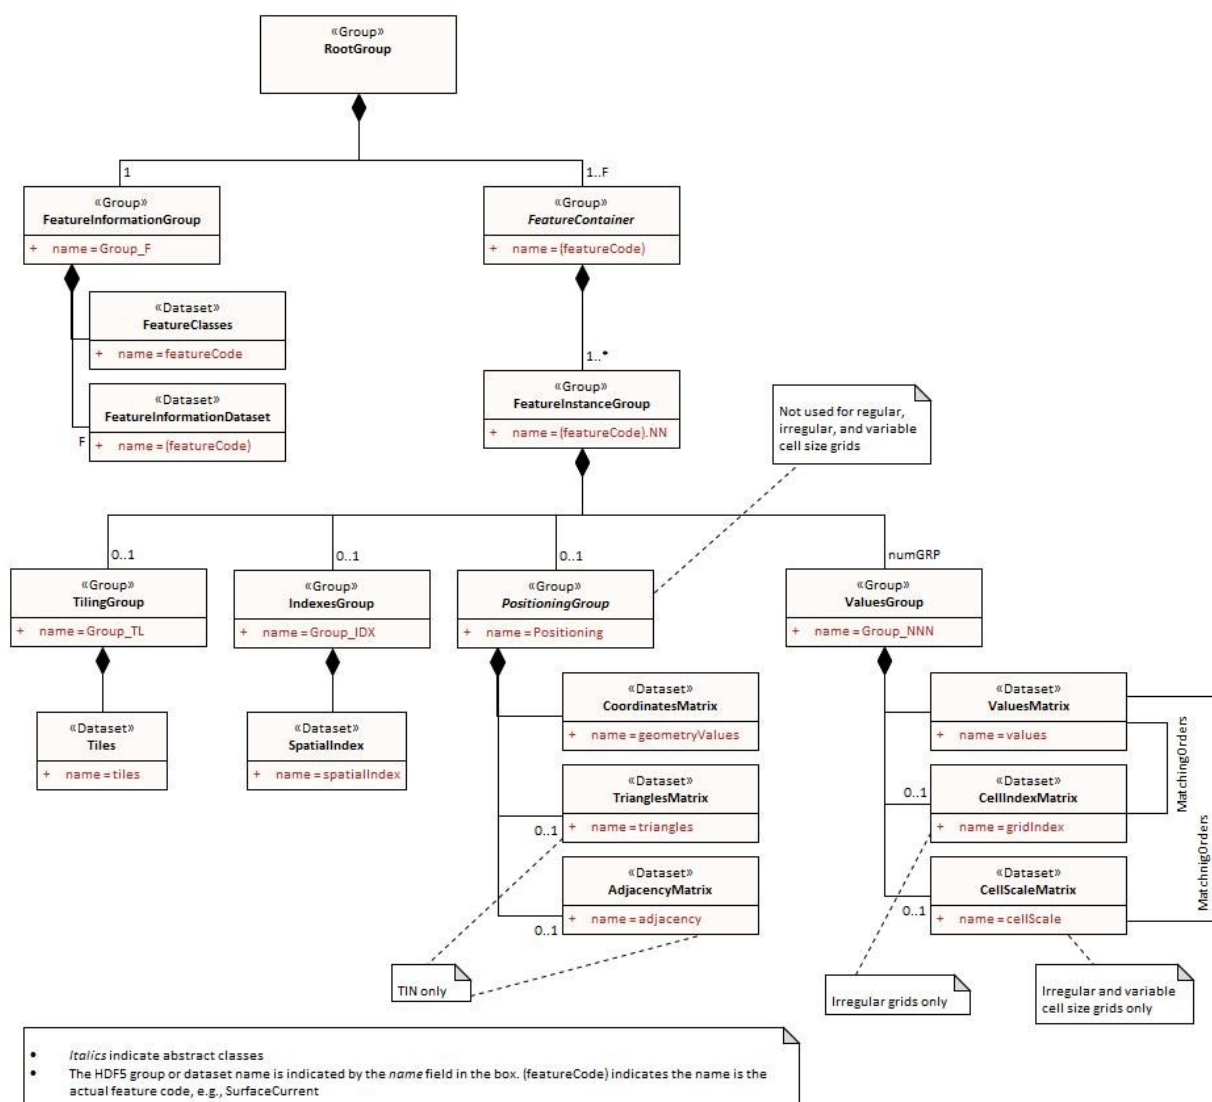 «Group»
RootGroup
1
1..F
«Group»
FeatureInformationGroup
+ name = Group_F
«Group»
FeatureContainer
+ name = (featureCode)
«Dataset»
FeatureClasses
+ name = featureCode
«Dataset»
FeatureInformationDataset
+ name = (featureCode)
F
1..*
«Group»
FeatureInstanceGroup
+ name = (featureCode).NN
Not used for regular,
irregular, and variable
cell size grids
0..1
0..1
0..1
numGRP
«Group»
TilingGroup
+ name = Group_TL
«Group»
IndexesGroup
+ name = Group_IDX
«Group»
PositioningGroup
+ name = Positioning
«Group»
ValuesGroup
+ name = Group_NNN
«Dataset»
Tiles
+ name = tiles
«Dataset»
SpatialIndex
+ name = spatialIndex
«Dataset»
CoordinatesMatrix
+ name = geometryValues
«Dataset»
TrianglesMatrix
+ name = triangles
0..1
«Dataset»
AdjacencyMatrix
+ name = adjacency
0..1
«Dataset»
ValuesMatrix
+ name = values
0..1
«Dataset»
CellIndexMatrix
+ name = gridIndex
«Dataset»
CellScaleMatrix
+ name = cellScale
0..1
MatchingOrders
MatchnigOrders
TIN only
Irregular grids only
Irregular and variable
cell size grids only
• Italics indicate abstract classes
• The HDF5 group or dataset name is indicated by the name field in the box. (featureCode) indicates the name is the
actual feature code, e.g., SurfaceCurrent